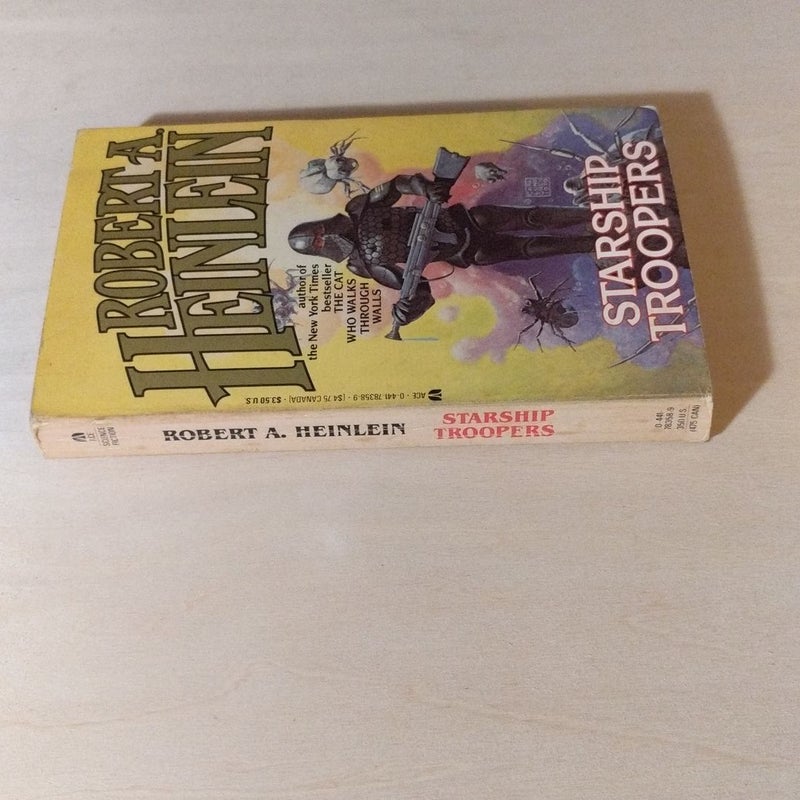 ROBERT A.
HEINLEIN
author of
the New York Times
bestseller
THE CAT
WHO WALKS
THROUGH
WALLS
STARSHIP
TROOPERS
ACE · 0-441-78358-9 · [$4.75 CANADA] · $3.50 U.S.
ACE
SCIENCE
FICTION
ROBERT A. HEINLEIN
STARSHIP
TROOPERS
0-441-
78358-9
350 U.S.
(475 CAN)